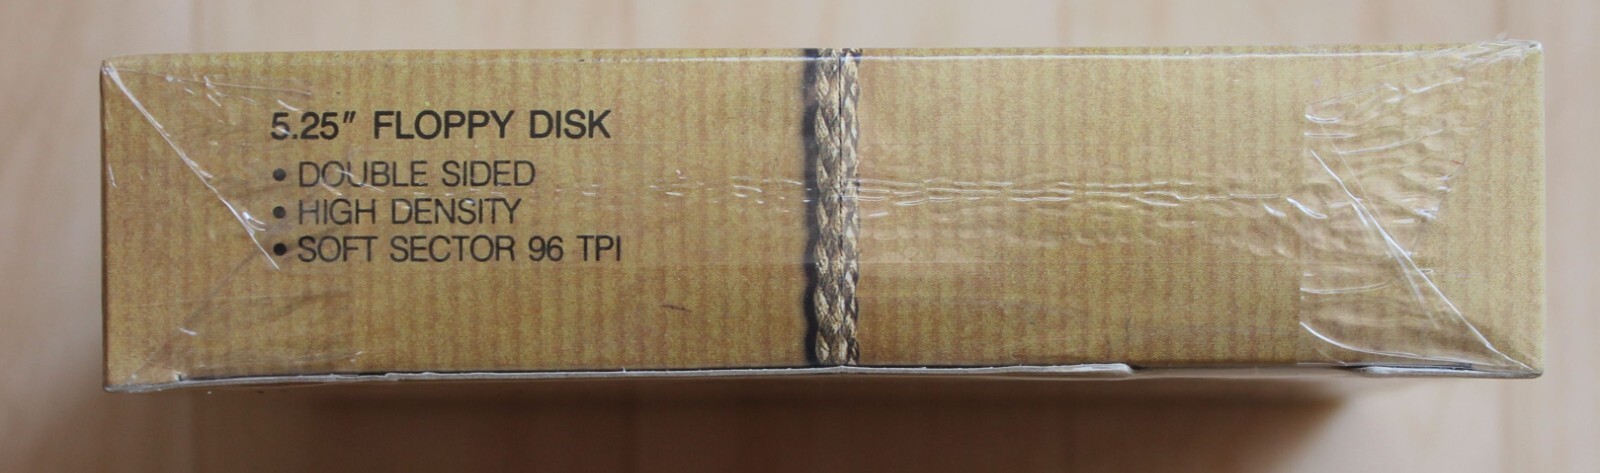 5.25" FLOPPY DISK
• DOUBLE SIDED
• HIGH DENSITY
• SOFT SECTOR 96 TPI